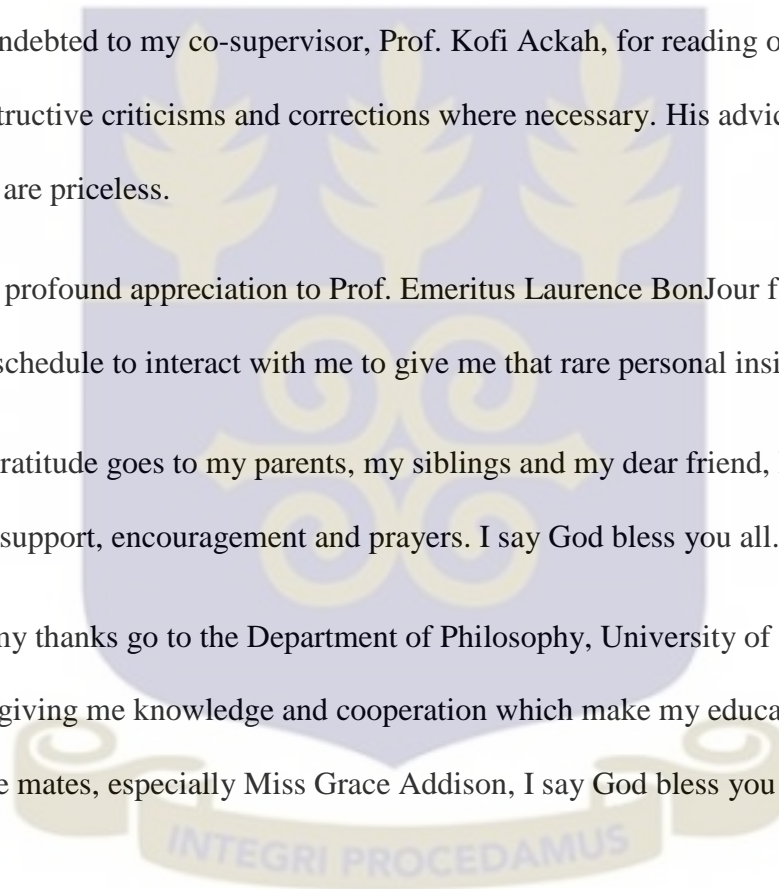 ndebted to my co-supervisor, Prof. Kofi Ackah, for reading o
tructive criticisms and corrections where necessary. His advic
are priceless.
profound appreciation to Prof. Emeritus Laurence BonJour f
schedule to interact with me to give me that rare personal insi
ratitude goes to my parents, my siblings and my dear friend,
support, encouragement and prayers. I say God bless you all.
ny thanks go to the Department of Philosophy, University of
giving me knowledge and cooperation which make my educa
e mates, especially Miss Grace Addison, I say God bless you
INTEGRI PROCEDAMUS